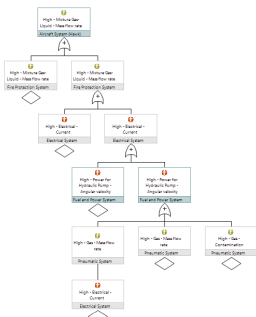 High - Mixture Gas/
Liquid - Mass flow rate
Aircraft System (Hawk)
High - Mixture Gas/
Liquid - Mass flow rate
Fire Protection System
High - Mixture Gas/
Liquid - Mass flow rate
Fire Protection System
High - Electrical -
Current
Electrical System
High - Electrical -
Current
Electrical System
High - Power for
Hydraulic Pump -
Angular velocity
Fuel and Power System
High - Power for
Hydraulic Pump -
Angular velocity
Fuel and Power System
High - Gas - Mass flow
rate
Pneumatic System
High - Gas - Mass flow
rate
Pneumatic System
High - Gas -
Contamination
Pneumatic System
High - Electrical -
Current
Electrical System